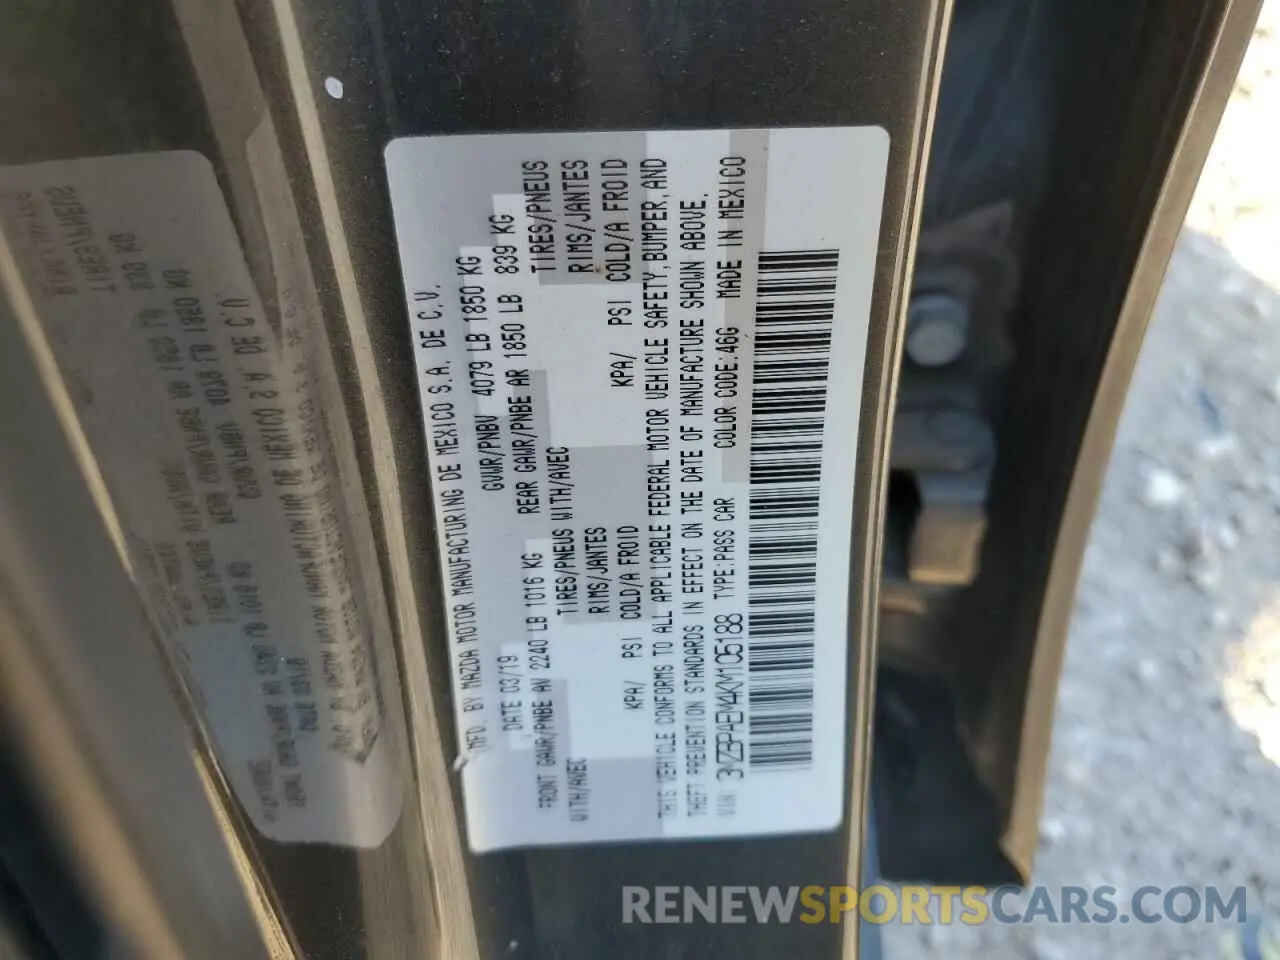 MFD. BY MAZDA MOTOR MANUFACTURING DE MEXICO S.A. DE C.V.
DATE 03/19 GVWR/PNBV 4079 LB 1850 KG
FRONT GAWR/PNBE AV 2240 LB 1016 KG REAR GAWR/PNBE AR 1850 LB 839 KG
WITH/AVEC TIRES/PNEUS WITH/AVEC TIRES/PNEUS
RIMS/JANTES RIMS/JANTES
KPA/ PSI COLD/A FROID KPA/ PSI COLD/A FROID
THIS VEHICLE CONFORMS TO ALL APPLICABLE FEDERAL MOTOR VEHICLE SAFETY, BUMPER, AND
THEFT PREVENTION STANDARDS IN EFFECT ON THE DATE OF MANUFACTURE SHOWN ABOVE.
VIN: 3MZBPAEM4KM105188 TYPE:PASS CAR COLOR CODE:46G MADE IN MEXICO
RENEWSPORTSCARS.COM